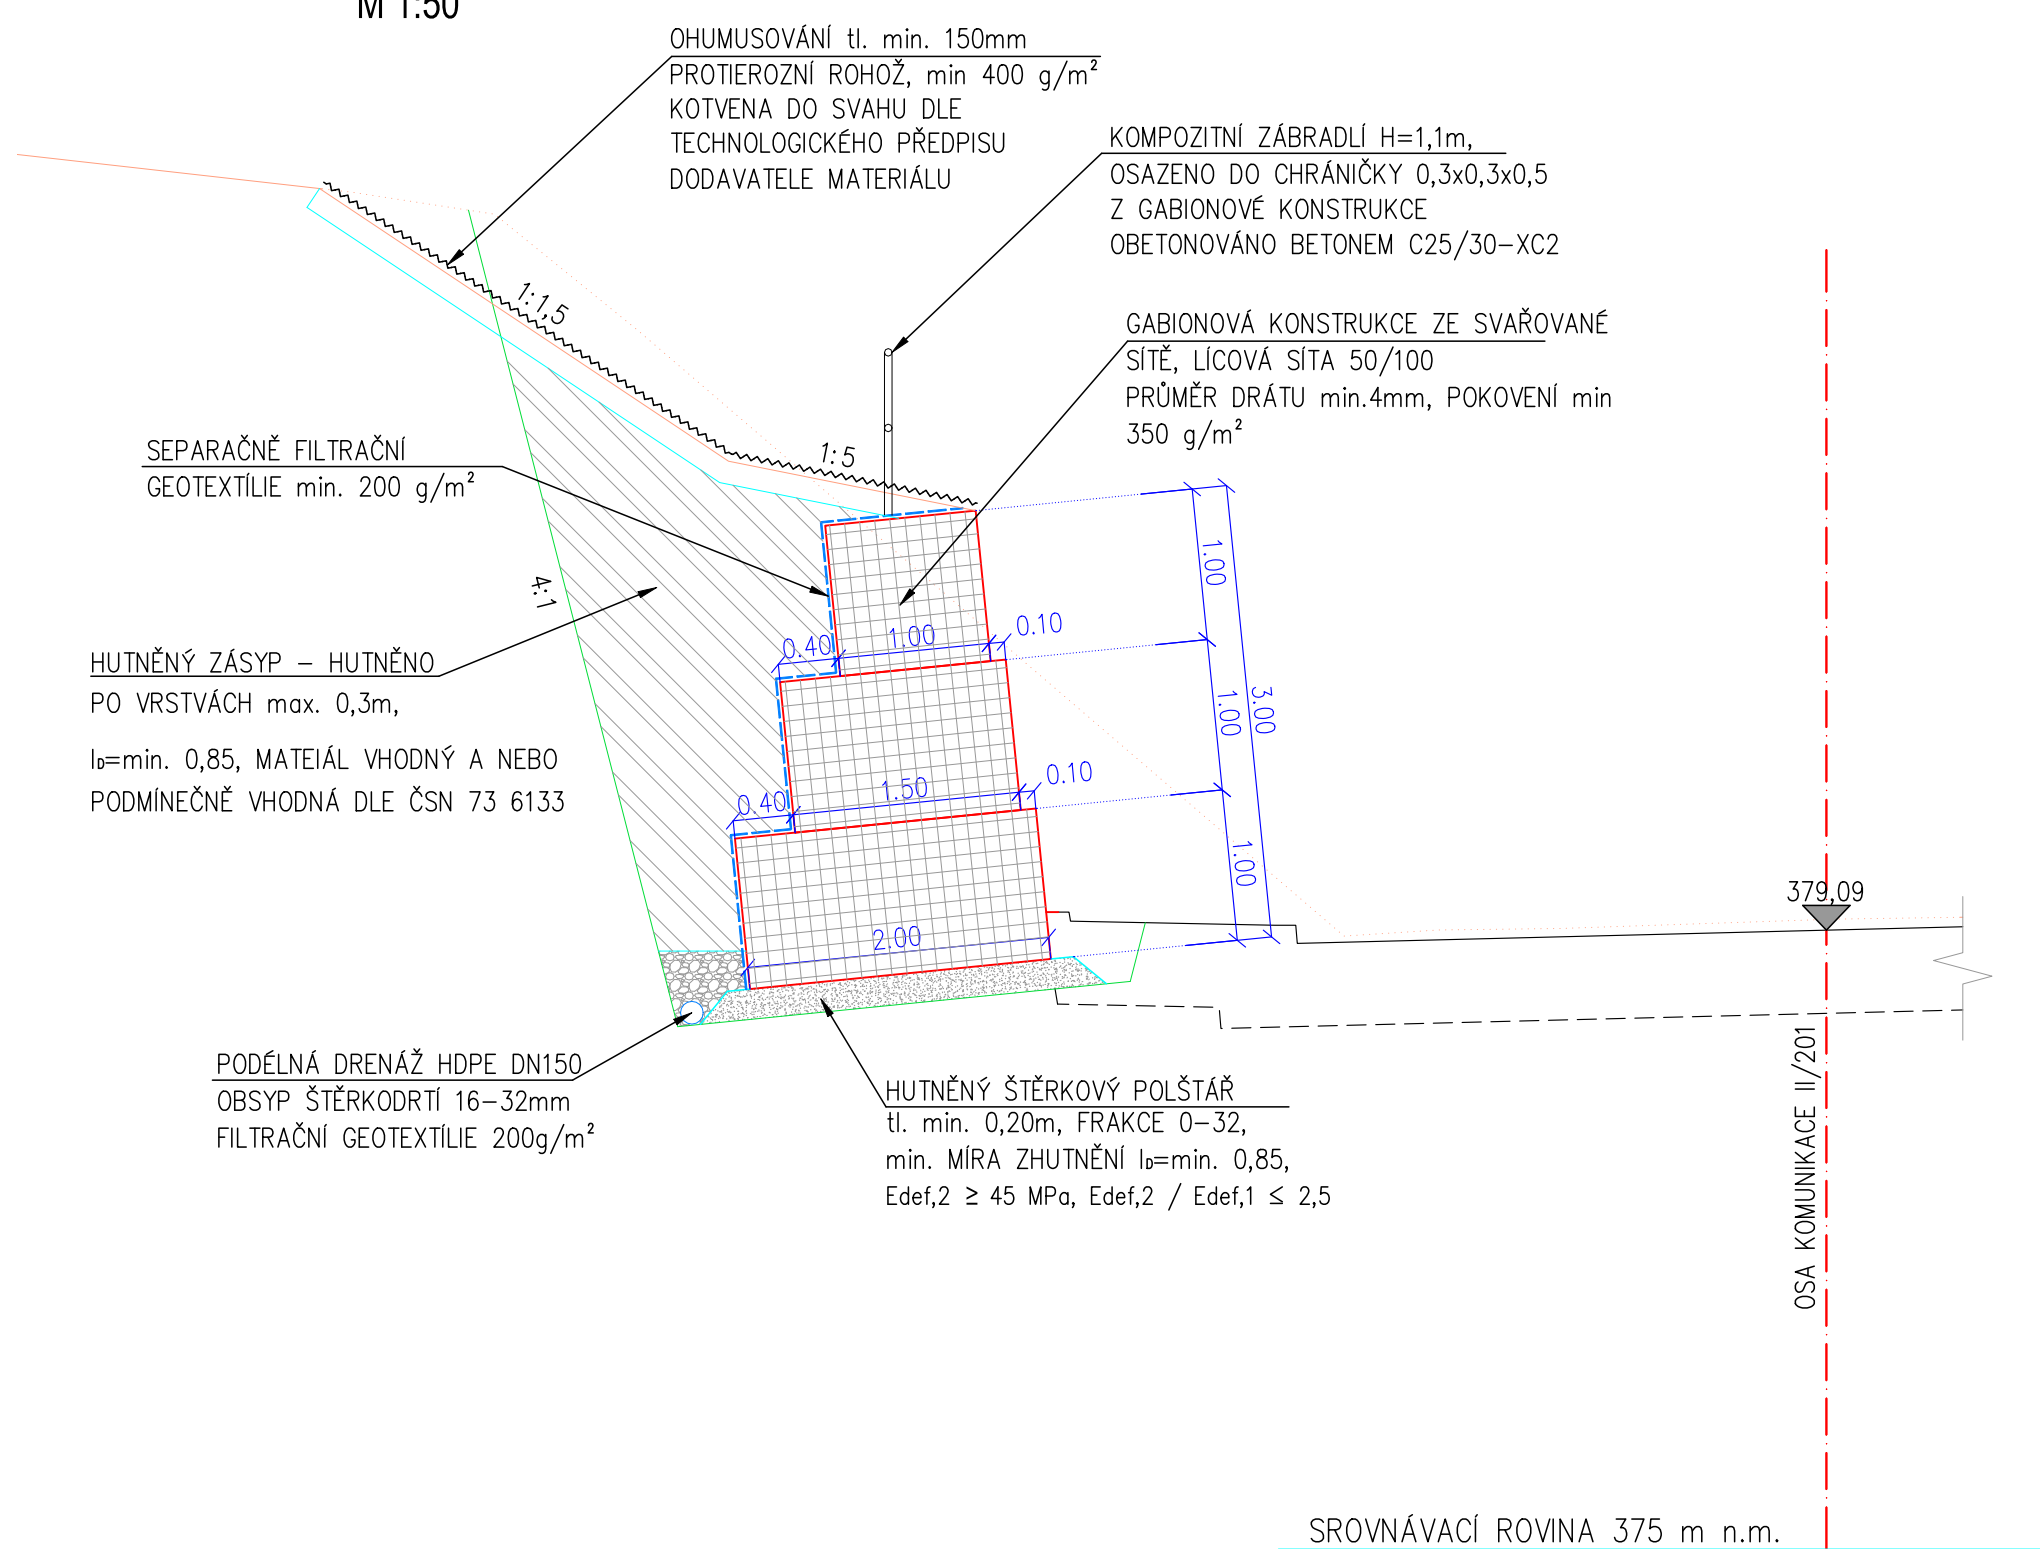 M 1:50
OHUMUSOVÁNÍ tl. min. 150mm
PROTIEROZNÍ ROHOŽ, min 400 g/m²
KOTVENA DO SVAHU DLE
TECHNOLOGICKÉHO PŘEDPISU
DODAVATELE MATERIÁLU
KOMPOZITNÍ ZÁBRADLÍ H=1,1m,
OSAZENO DO CHRÁNIČKY 0,3x0,3x0,5
Z GABIONOVÉ KONSTRUKCE
OBETONOVÁNO BETONEM C25/30-XC2
GABIONOVÁ KONSTRUKCE ZE SVAŘOVANÉ
SÍTĚ, LÍCOVÁ SÍTA 50/100
PRŮMĚR DRÁTU min.4mm, POKOVENÍ min
350 g/m²
1:1,5
1:5
SEPARAČNĚ FILTRAČNÍ
GEOTEXTÍLIE min. 200 g/m²
4:1
HUTNĚNÝ ZÁSYP – HUTNĚNO
PO VRSTVÁCH max. 0,3m,
ID=min. 0,85, MATEIÁL VHODNÝ A NEBO
PODMÍNEČNĚ VHODNÁ DLE ČSN 73 6133
0.40
1.00
0.10
0.40
1.50
0.10
2.00
1.00
1.00
1.00
3.00
379,09
PODÉLNÁ DRENÁŽ HDPE DN150
OBSYP ŠTĚRKODRTÍ 16-32mm
FILTRAČNÍ GEOTEXTÍLIE 200g/m²
HUTNĚNÝ ŠTĚRKOVÝ POLŠTÁŘ
tl. min. 0,20m, FRAKCE 0-32,
min. MÍRA ZHUTNĚNÍ ID=min. 0,85,
Edef,2 ≥ 45 MPa, Edef,2 / Edef,1 ≤ 2,5
OSA KOMUNIKACE II/201
SROVNÁVACÍ ROVINA 375 m n.m.